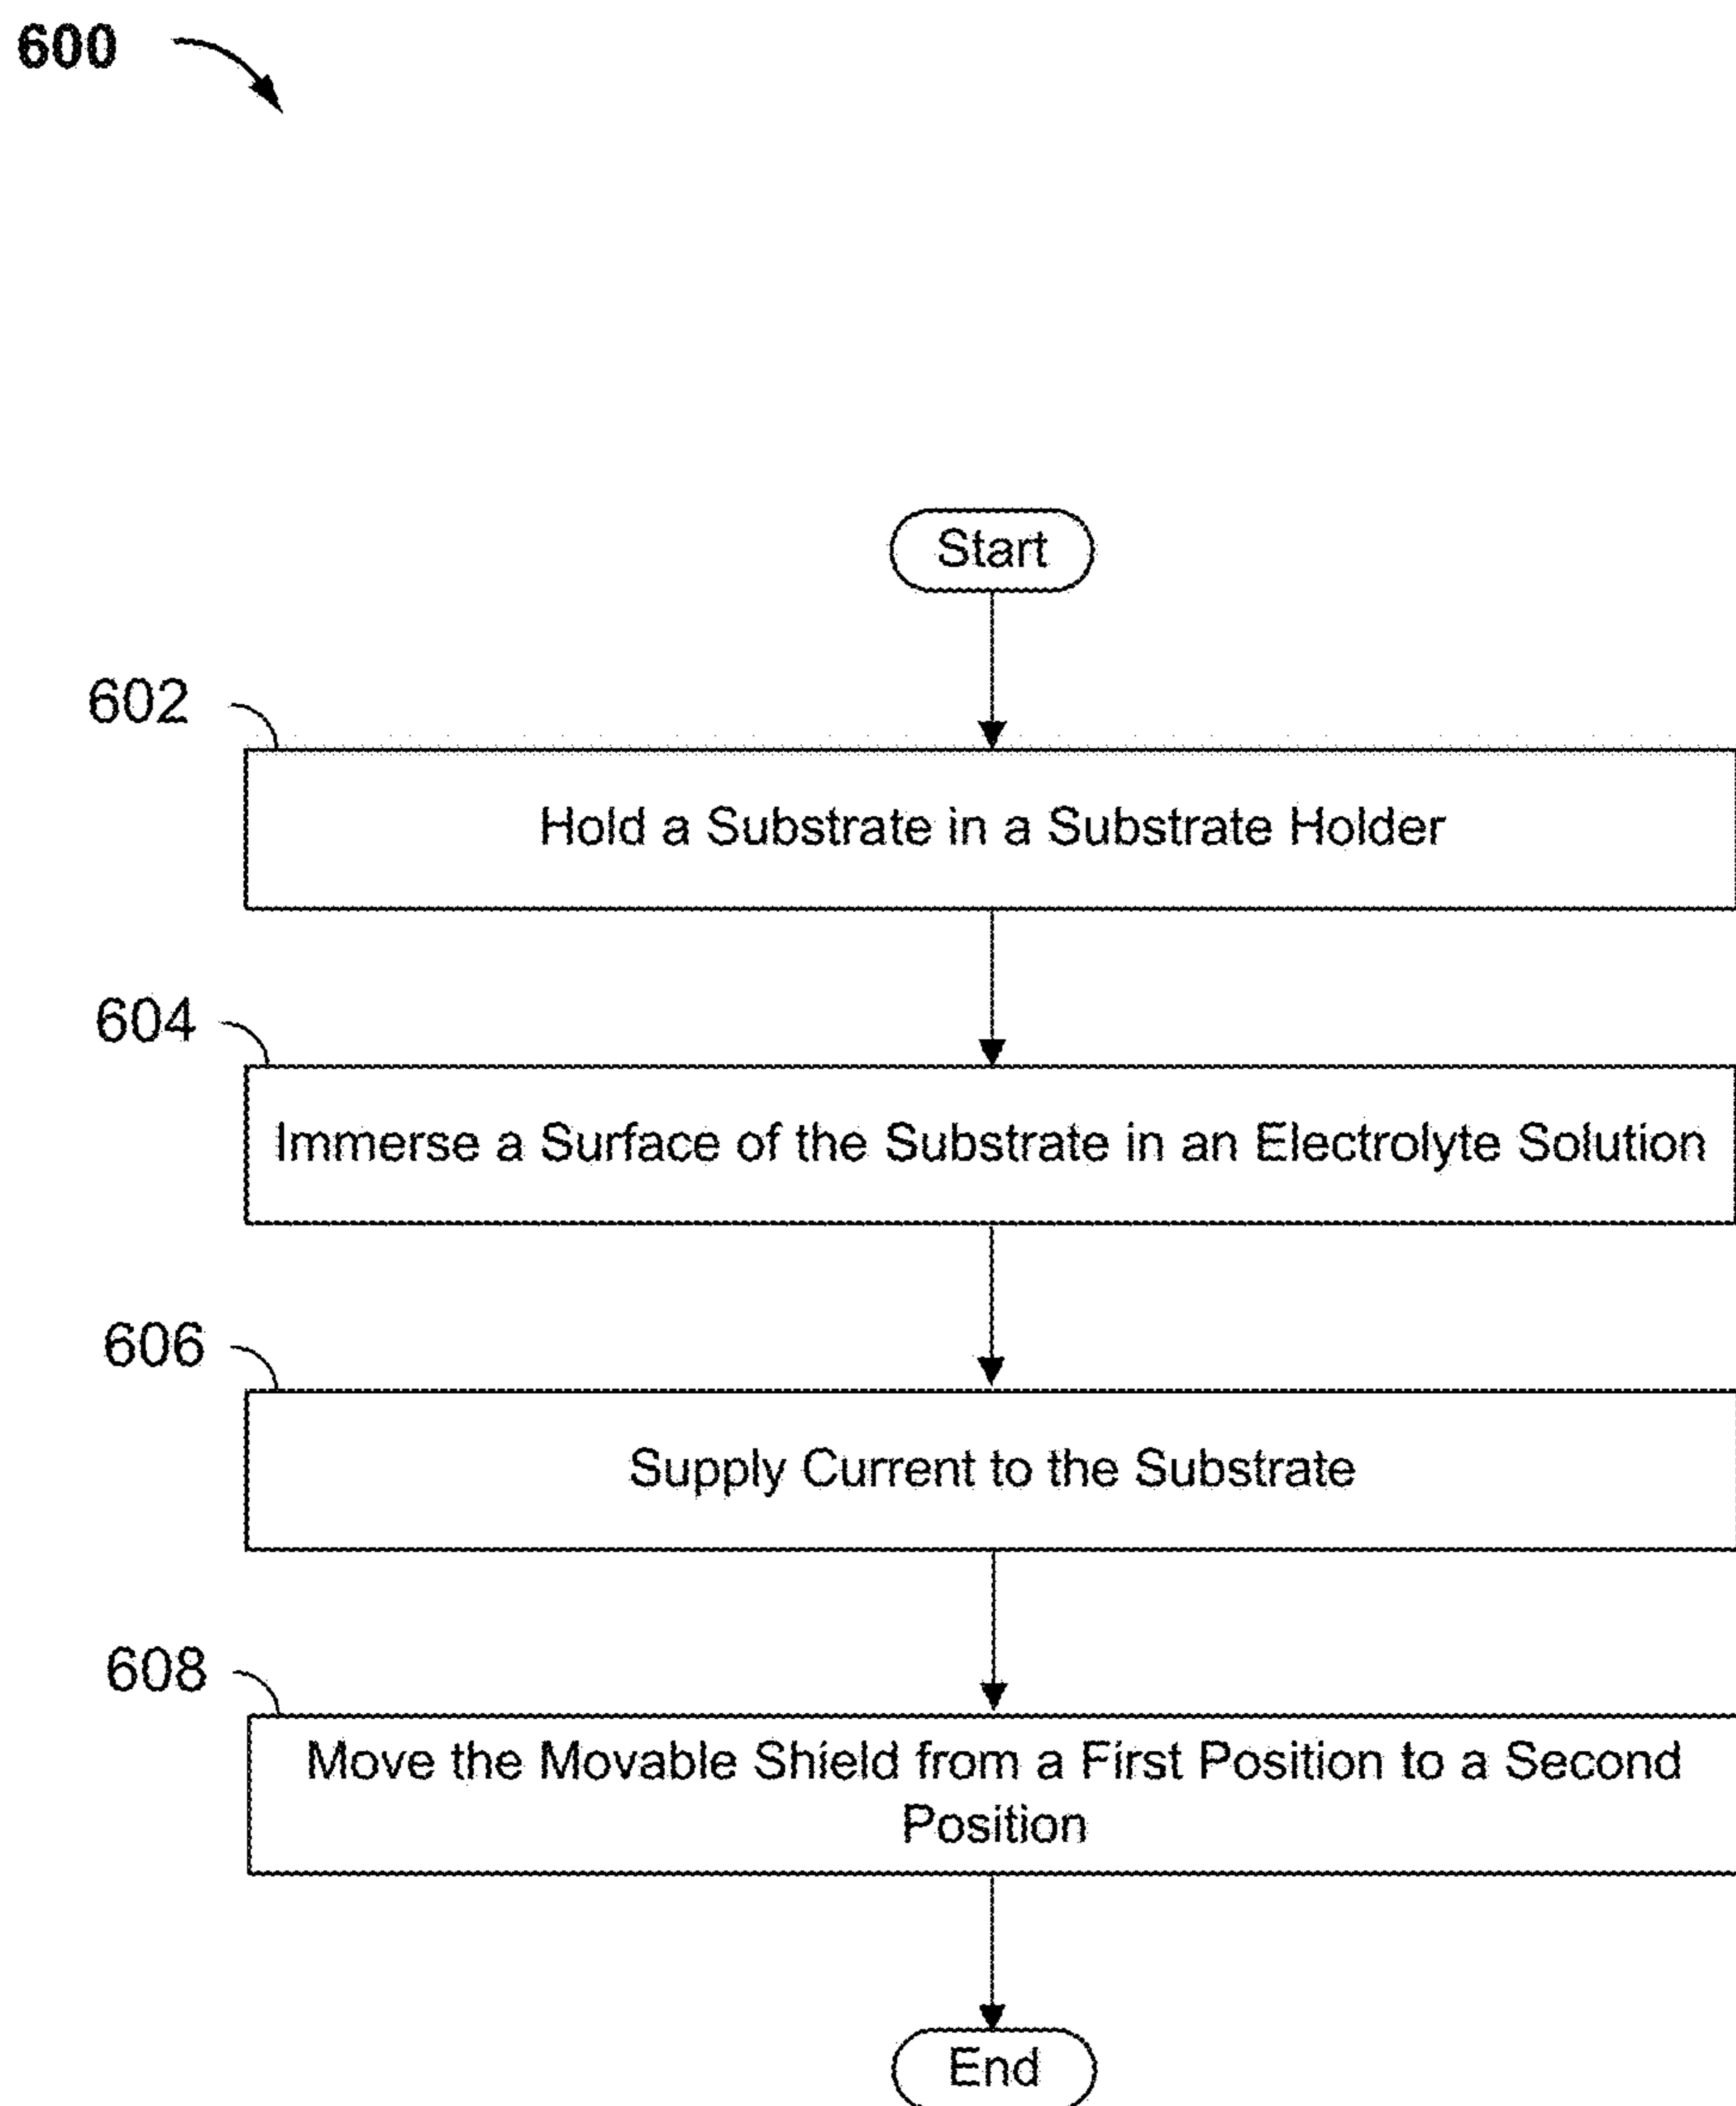 600
Start
602
Hold a Substrate in a Substrate Holder
604
Immerse a Surface of the Substrate in an Electrolyte Solution
606
Supply Current to the Substrate
608
Move the Movable Shield from a First Position to a Second
Position
End